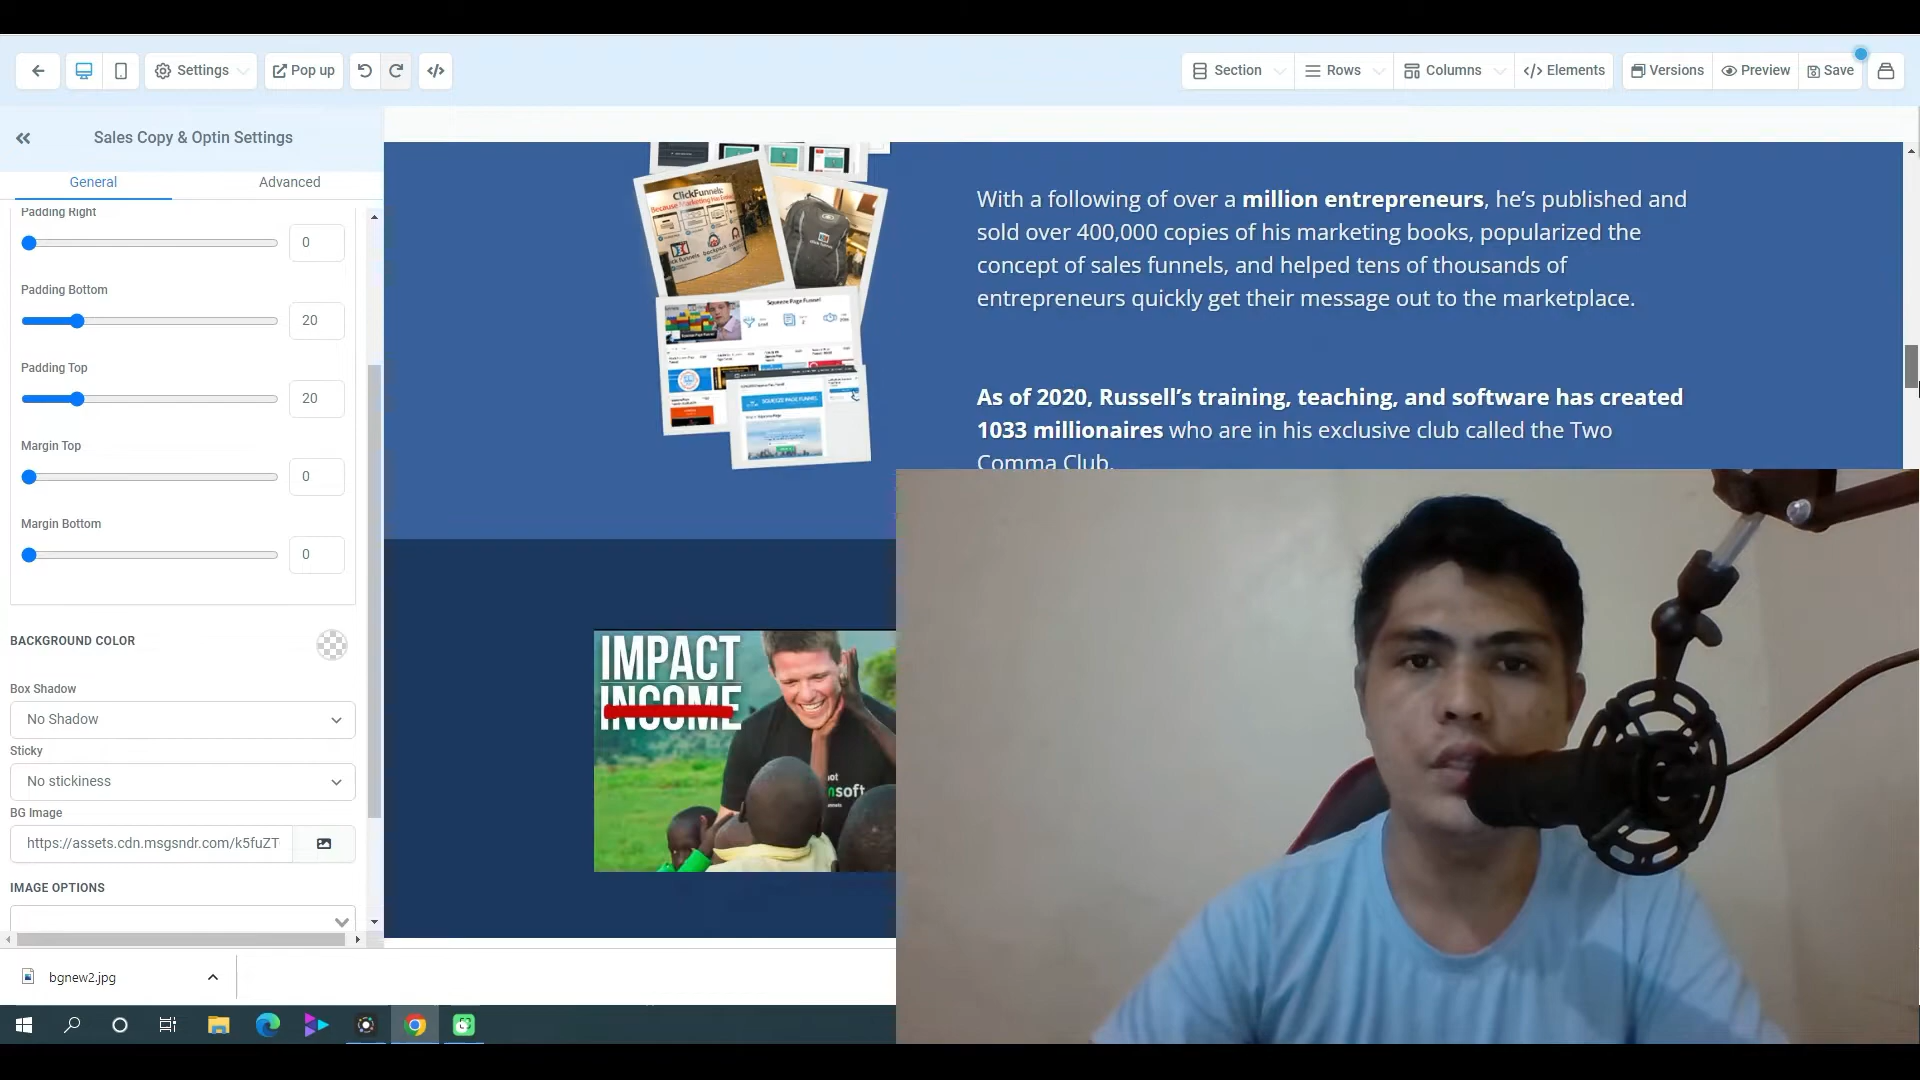 Settings
Pop up
Section
Rows
Columns
Elements
Versions
Preview
Save
Sales Copy & Optin Settings
General
Advanced
Padding Right
0
Padding Bottom
20
Padding Top
20
Margin Top
0
Margin Bottom
0
BACKGROUND COLOR
Box Shadow
No Shadow
Sticky
No stickiness
BG Image
https://assets.cdn.msgsndr.com/k5fuZT
IMAGE OPTIONS
ClickFunnels:
Squeeze Page Funnel
SQUEEZE PAGE FUNNEL
With a following of over a million entrepreneurs, he’s published and
sold over 400,000 copies of his marketing books, popularized the
concept of sales funnels, and helped tens of thousands of
entrepreneurs quickly get their message out to the marketplace.
As of 2020, Russell’s training, teaching, and software has created
1033 millionaires who are in his exclusive club called the Two
Comma Club.
IMPACT
INCOME
bgnew2.jpg